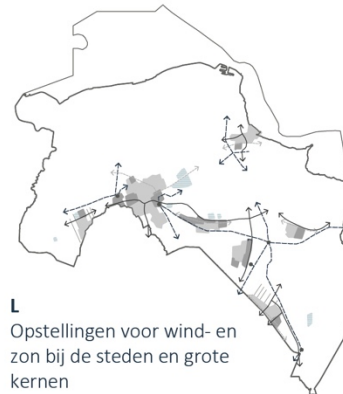 L
Opstellingen voor wind- en
zon bij de steden en grote
kernen